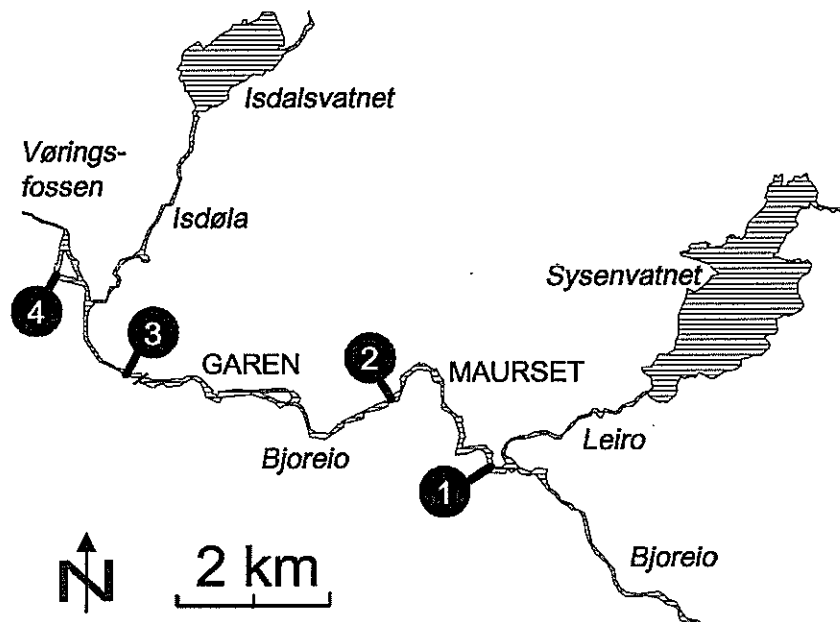 Isdalsvatnet
Vørings-
fossen
Isdøla
Sysenvatnet
4
3
GAREN
2
MAURSET
Leiro
Bjoreio
1
Bjoreio
N
2 km